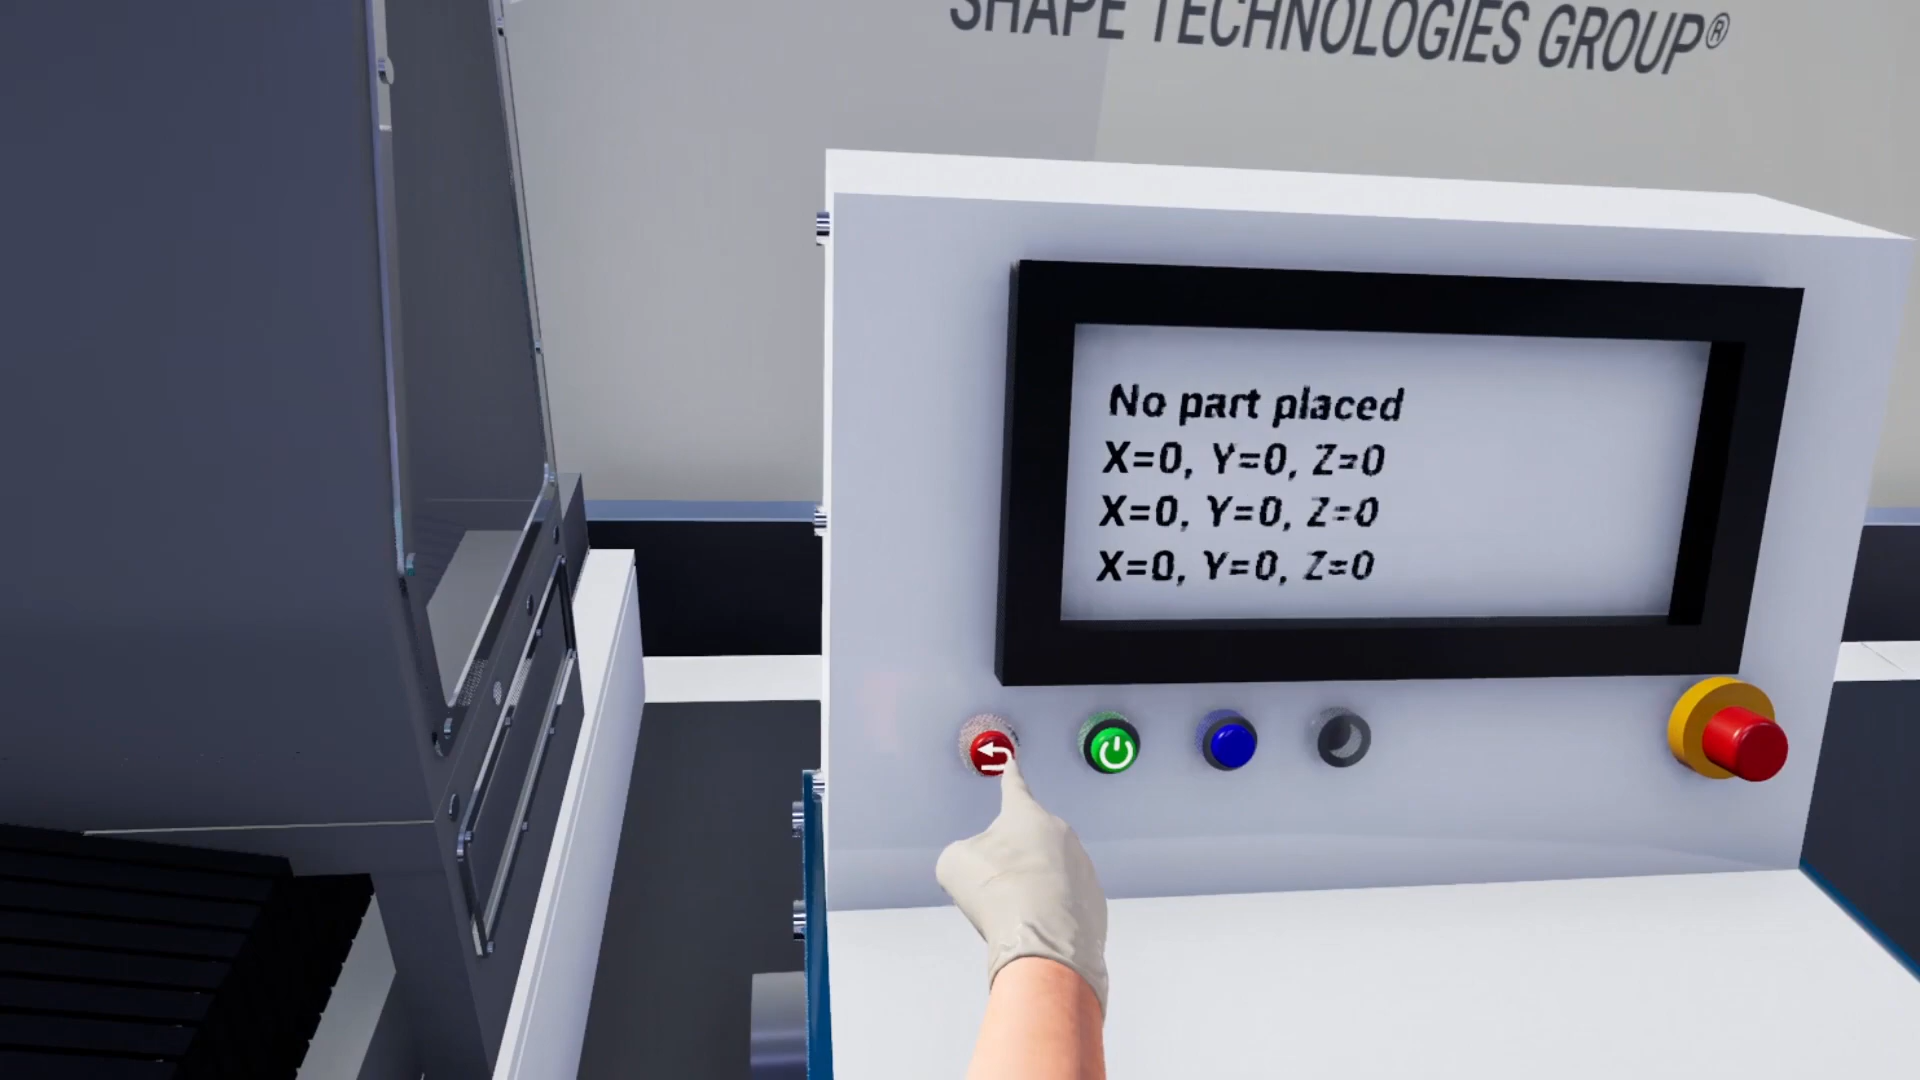 SHAPE TECHNOLOGIES GROUP®
No part placed
X=0, Y=0, Z=0
X=0, Y=0, Z=0
X=0, Y=0, Z=0